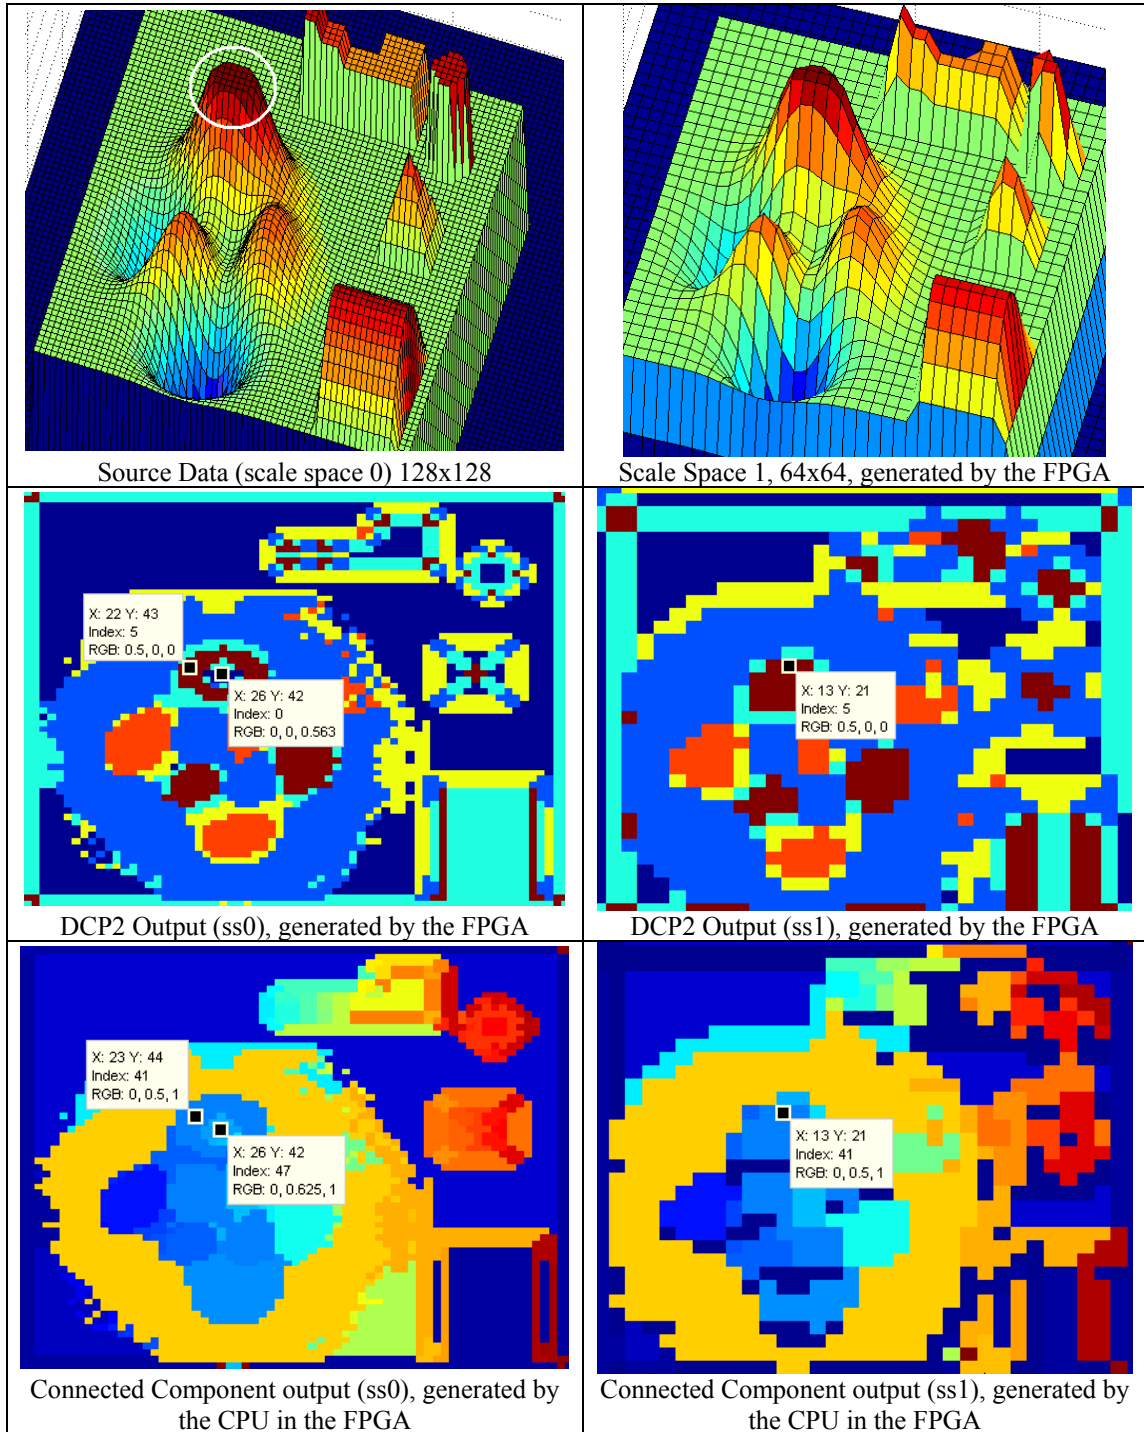 Source Data (scale space 0) 128x128
Scale Space 1, 64x64, generated by the FPGA
X: 22 Y: 43
Index: 5
RGB: 0.5, 0, 0
X: 26 Y: 42
Index: 0
RGB: 0, 0, 0.563
X: 13 Y: 21
Index: 5
RGB: 0.5, 0, 0
DCP2 Output (ss0), generated by the FPGA
DCP2 Output (ss1), generated by the FPGA
X: 23 Y: 44
Index: 41
RGB: 0, 0.5, 1
X: 26 Y: 42
Index: 47
RGB: 0, 0.625, 1
X: 13 Y: 21
Index: 41
RGB: 0, 0.5, 1
Connected Component output (ss0), generated by
the CPU in the FPGA
Connected Component output (ss1), generated by
the CPU in the FPGA